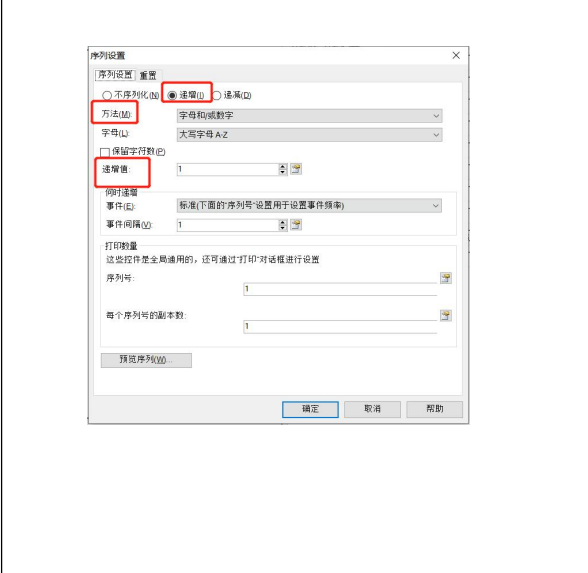 序列设置
序列设置 重置
不序列化(N) 递增(I) 递减(D)
方法(M): 字母和/或数字
字母(L): 大写字母 A-Z
保留字符数(P)
递增值: 1
何时递增
事件(E): 标准(下面的“序列号”设置用于设置事件频率)
事件间隔(V): 1
打印数量
这些控件是全局通用的，还可通过“打印”对话框进行设置
序列号:
1
每个序列号的副本数:
1
预览序列(W)...
确定 取消 帮助